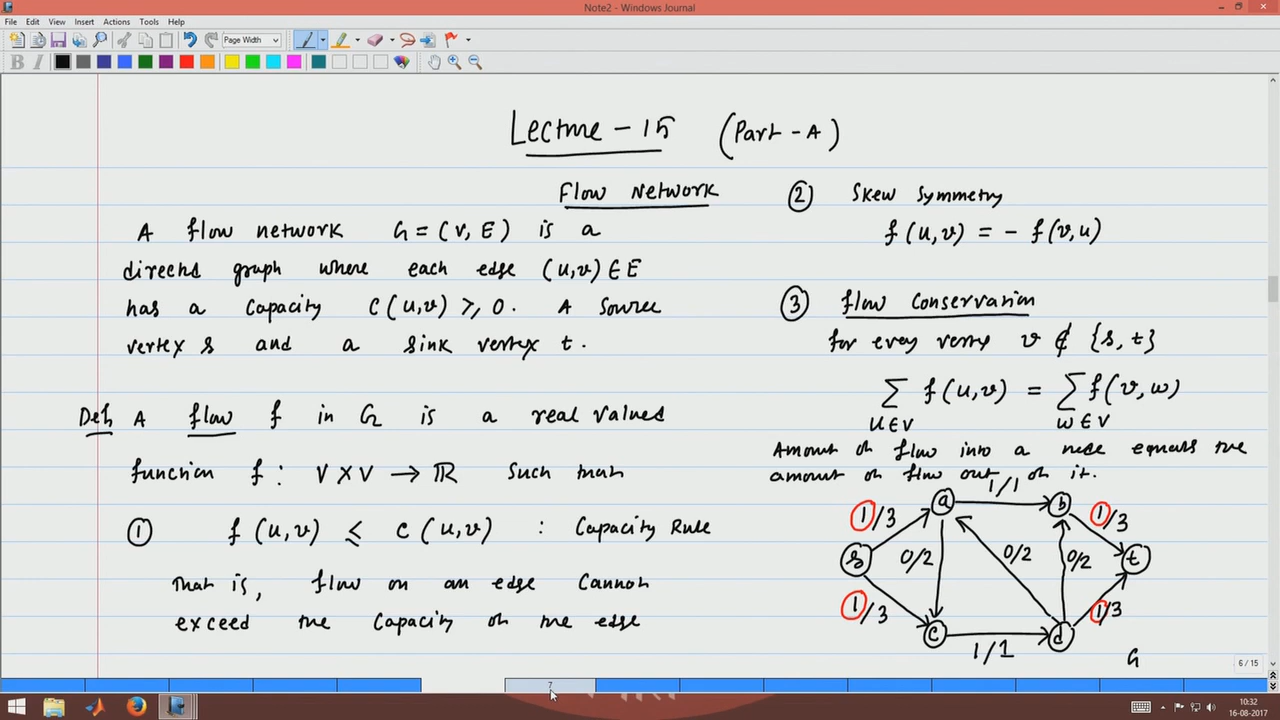 Note2 - Windows Journal
File Edit View Insert Actions Tools Help
Page Width
B I
Lecture - 15 (Part - A)
Flow Network
A flow network G = (V, E) is a
directed graph where each edge (u,v) ∈ E
has a capacity C(u,v) ≥ 0. A source
vertex s and a sink vertex t.
Def A flow f in G is a real valued
function f : V × V → ℝ such that
① f(u,v) ≤ c(u,v) : Capacity Rule
That is, flow on an edge cannot
exceed the capacity of the edge
② Skew Symmetry
f(u,v) = - f(v,u)
③ flow conservation
for every vertex v ∉ {s, t}
∑ f(u,v) = ∑ f(v,w)
u∈V w∈V
Amount of flow into a node equals the
amount of flow out of it.
1/1
a b
1/3 1/3
s 0/2 0/2 0/2 t
1/3 1/3
c d
1/1
G
6 / 15
7
10:32
16-08-2017